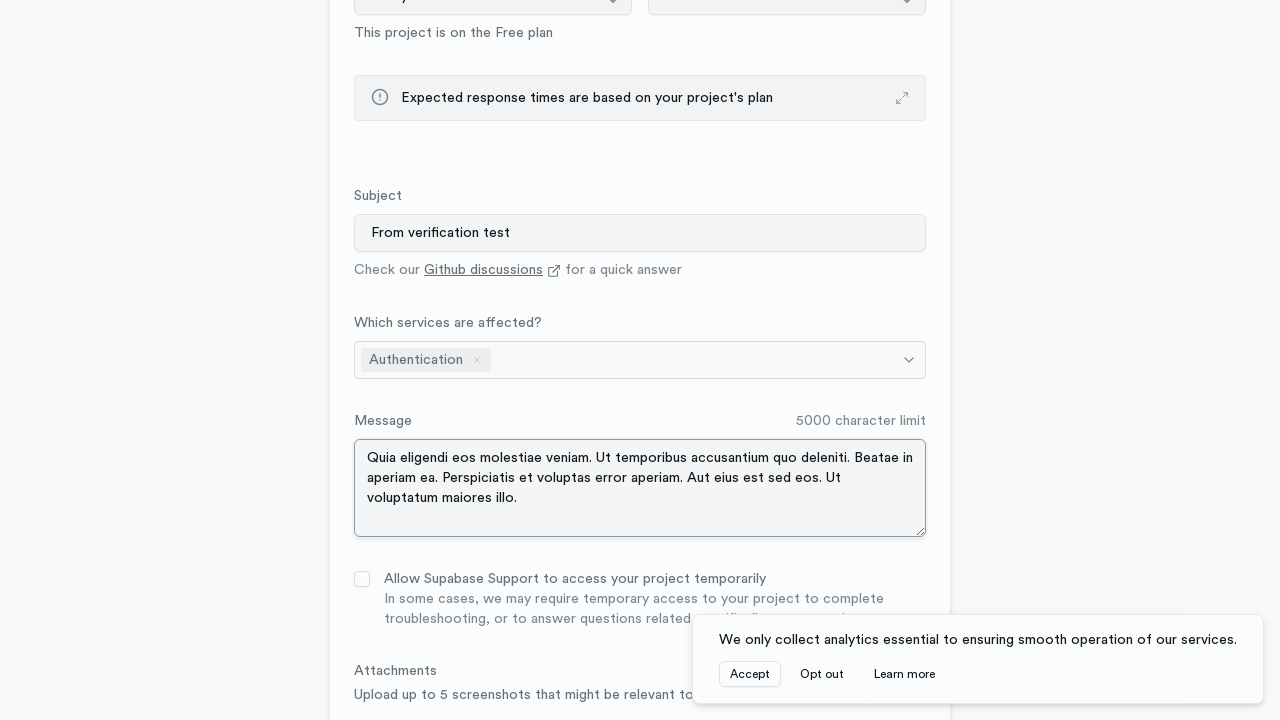 This project is on the Free plan
Expected response times are based on your project's plan
Subject
From verification test
Check our Github discussions for a quick answer
Which services are affected?
Authentication
Message
5000 character limit
Quia eligendi eos molestiae veniam. Ut temporibus accusantium quo deleniti. Beatae in
aperiam ea. Perspiciatis et voluptas error aperiam. Aut eius est sed eos. Ut
voluptatum maiores illo.
Allow Supabase Support to access your project temporarily
In some cases, we may require temporary access to your project to complete
troubleshooting, or to answer questions related
We only collect analytics essential to ensuring smooth operation of our services.
Accept
Opt out
Learn more
Attachments
Upload up to 5 screenshots that might be relevant to